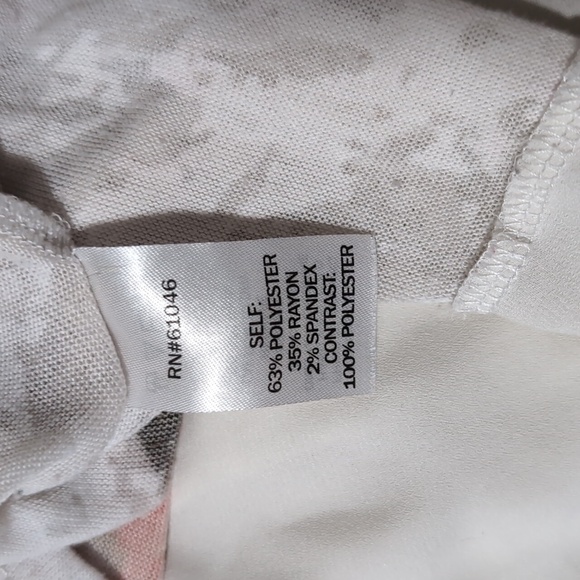 RN#61046
SELF:
63% POLYESTER
35% RAYON
2% SPANDEX
CONTRAST:
100% POLYESTER